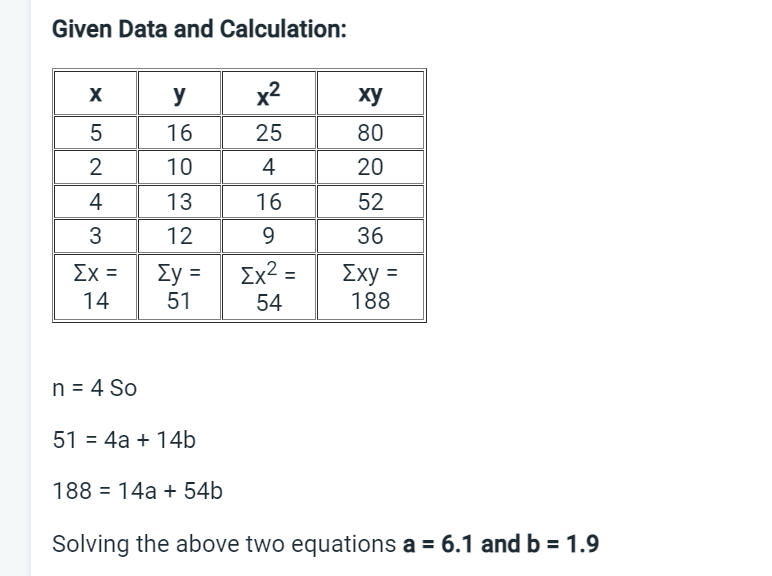 Given Data and Calculation:
x y x² xy
5 16 25 80
2 10 4 20
4 13 16 52
3 12 9 36
Σx = Σy = Σx² = Σxy =
14 51 54 188
n = 4 So
51 = 4a + 14b
188 = 14a + 54b
Solving the above two equations a = 6.1 and b = 1.9